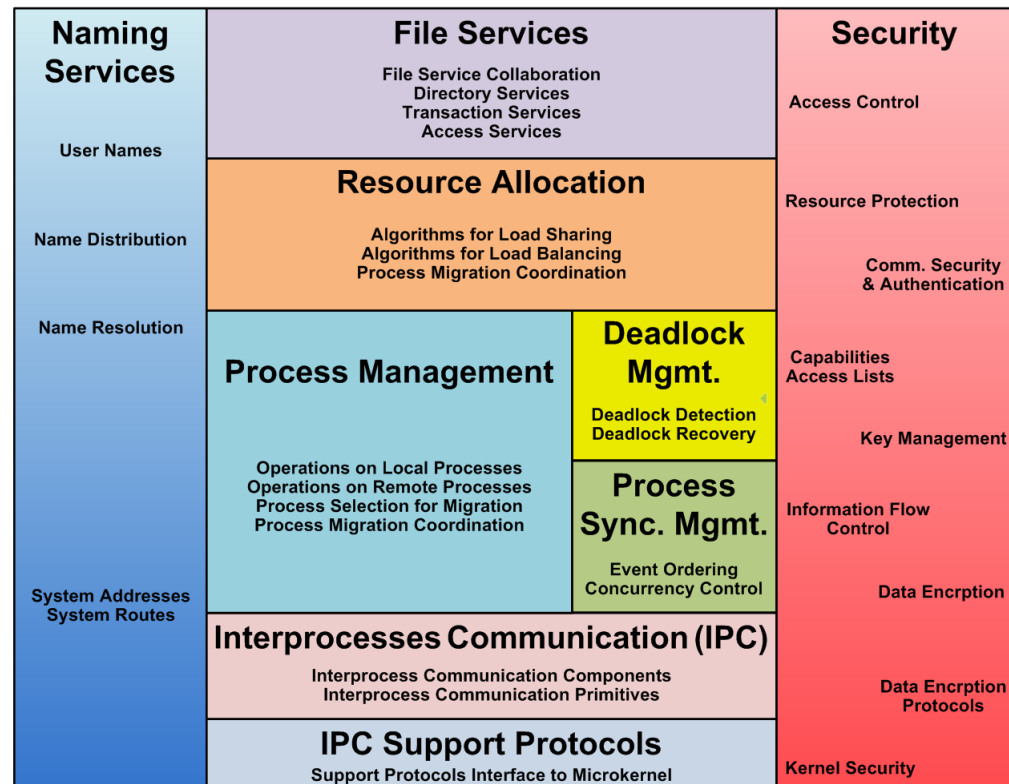 Naming
Services
User Names
Name Distribution
Name Resolution
System Addresses
System Routes
File Services
File Service Collaboration
Directory Services
Transaction Services
Access Services
Resource Allocation
Algorithms for Load Sharing
Algorithms for Load Balancing
Process Migration Coordination
Process Management
Operations on Local Processes
Operations on Remote Processes
Process Selection for Migration
Process Migration Coordination
Deadlock
Mgmt.
Deadlock Detection
Deadlock Recovery
Process
Sync. Mgmt.
Event Ordering
Concurrency Control
Interprocesses Communication (IPC)
Interprocess Communication Components
Interprocess Communication Primitives
IPC Support Protocols
Support Protocols Interface to Microkernel
Security
Access Control
Resource Protection
Comm. Security
& Authentication
Capabilities
Access Lists
Key Management
Information Flow
Control
Data Encrption
Data Encrption
Protocols
Kernel Security